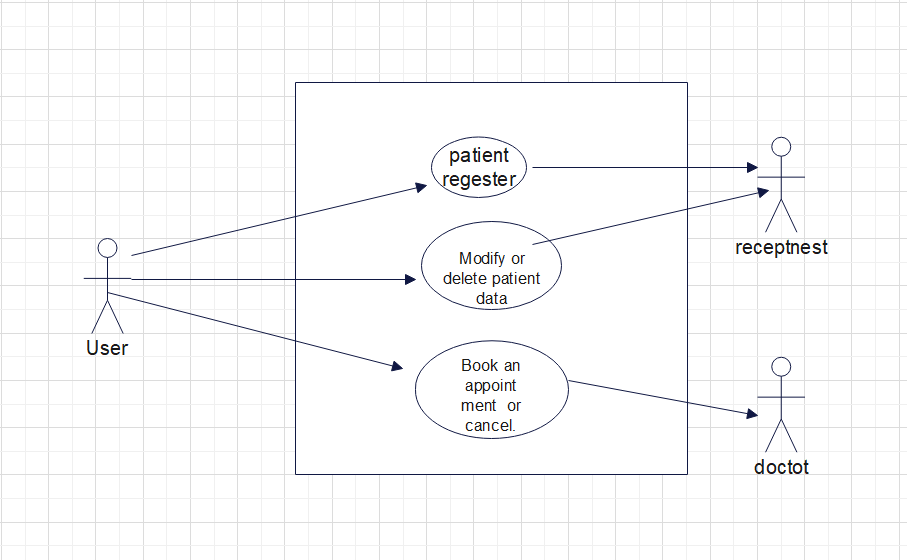 patient
regester
Modify or
delete patient
data
Book an
appoint
ment or
cancel.
User
receptnest
doctot